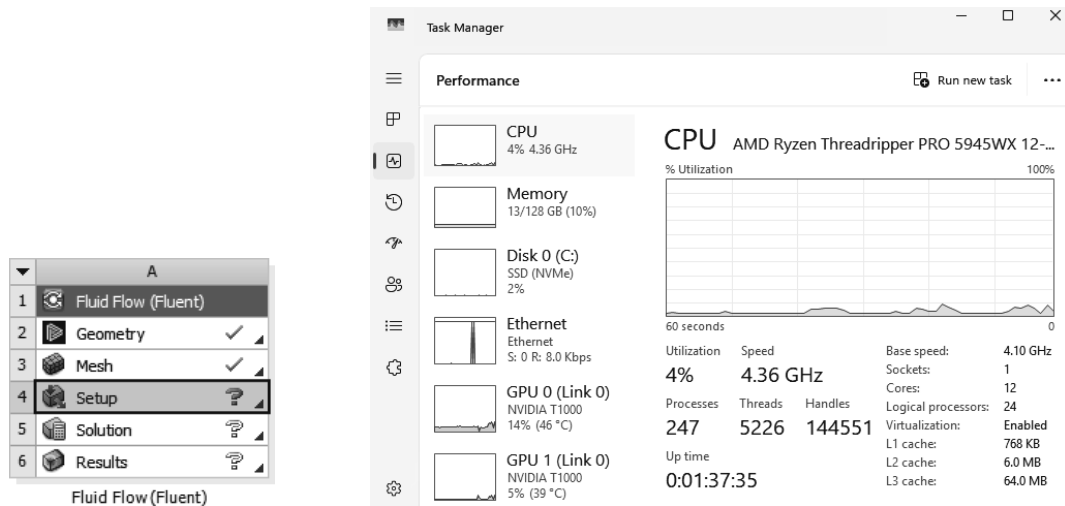 A
1 Fluid Flow (Fluent)
2 Geometry
3 Mesh
4 Setup
5 Solution
6 Results
Fluid Flow (Fluent)
Task Manager
Performance
Run new task
CPU
4% 4.36 GHz
Memory
13/128 GB (10%)
Disk 0 (C:)
SSD (NVMe)
2%
Ethernet
Ethernet
S: 0 R: 8.0 Kbps
GPU 0 (Link 0)
NVIDIA T1000
14% (46 °C)
GPU 1 (Link 0)
NVIDIA T1000
5% (39 °C)
CPU AMD Ryzen Threadripper PRO 5945WX 12-...
% Utilization 100%
60 seconds 0
Utilization Speed
4% 4.36 GHz
Processes Threads Handles
247 5226 144551
Up time
0:01:37:35
Base speed: 4.10 GHz
Sockets: 1
Cores: 12
Logical processors: 24
Virtualization: Enabled
L1 cache: 768 KB
L2 cache: 6.0 MB
L3 cache: 64.0 MB